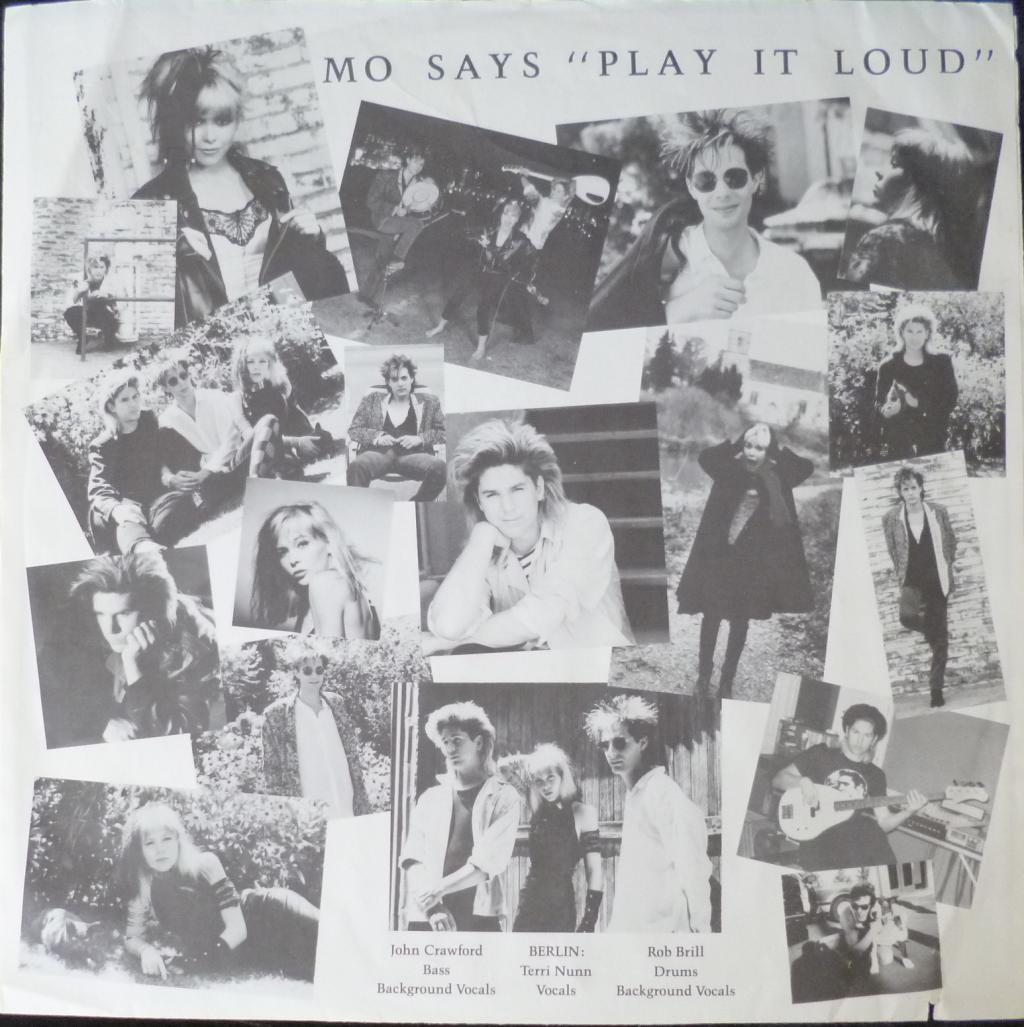 MO SAYS “PLAY IT LOUD”
John Crawford
Bass
Background Vocals
BERLIN:
Terri Nunn
Vocals
Rob Brill
Drums
Background Vocals